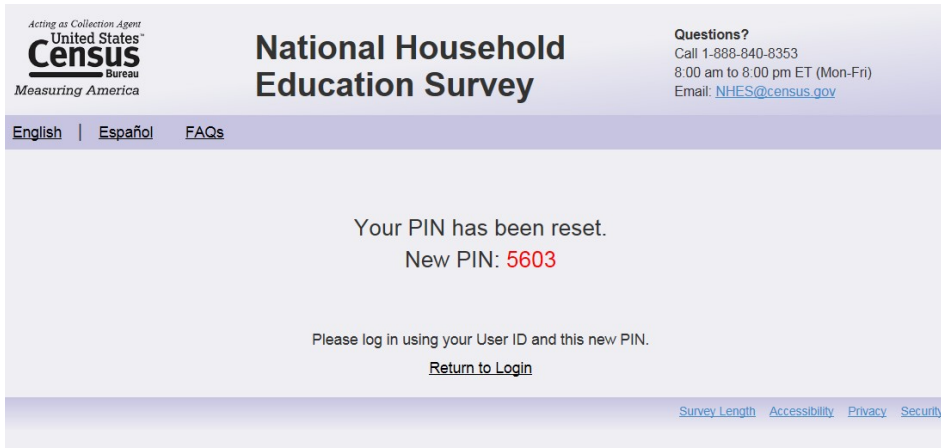 Acting as Collection Agent
United States™
Census
Bureau
Measuring America
National Household
Education Survey
Questions?
Call 1-888-840-8353
8:00 am to 8:00 pm ET (Mon-Fri)
Email: NHES@census.gov
English | Español FAQs
Your PIN has been reset.
New PIN: 5603
Please log in using your User ID and this new PIN.
Return to Login
Survey Length Accessibility Privacy Security